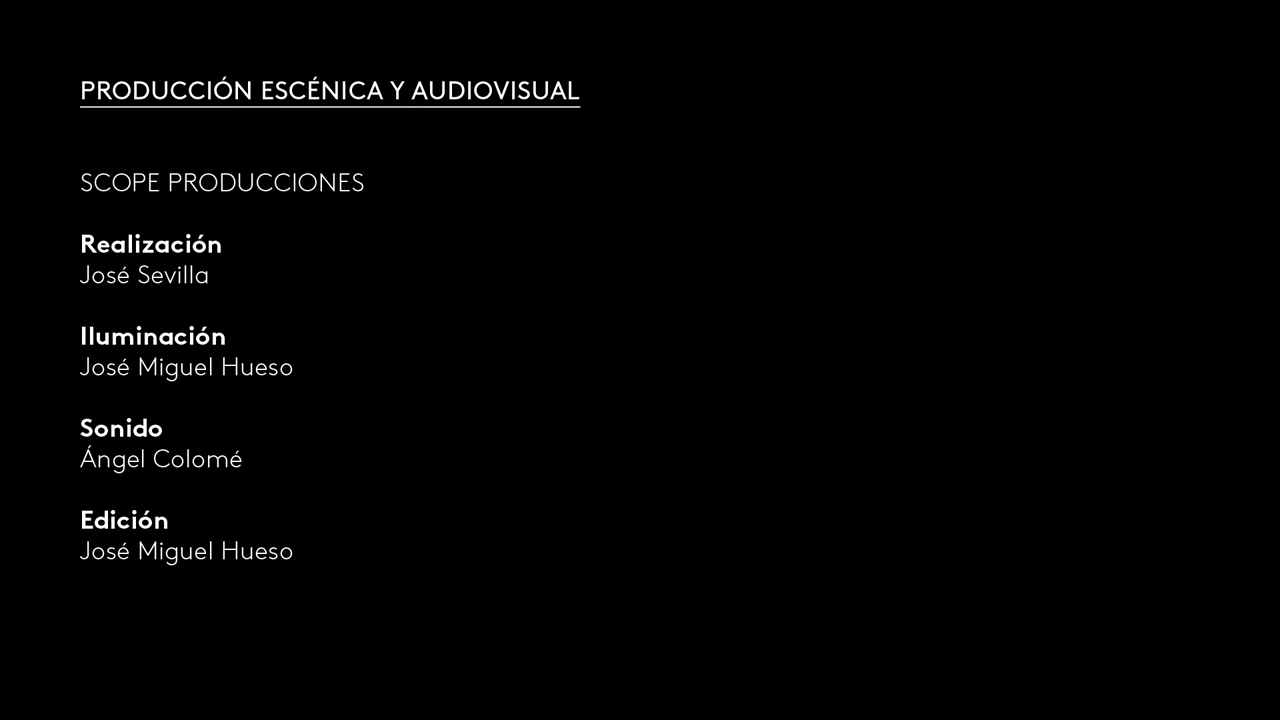 PRODUCCIÓN ESCÉNICA Y AUDIOVISUAL
SCOPE PRODUCCIONES
Realización
José Sevilla
Iluminación
José Miguel Hueso
Sonido
Ángel Colomé
Edición
José Miguel Hueso